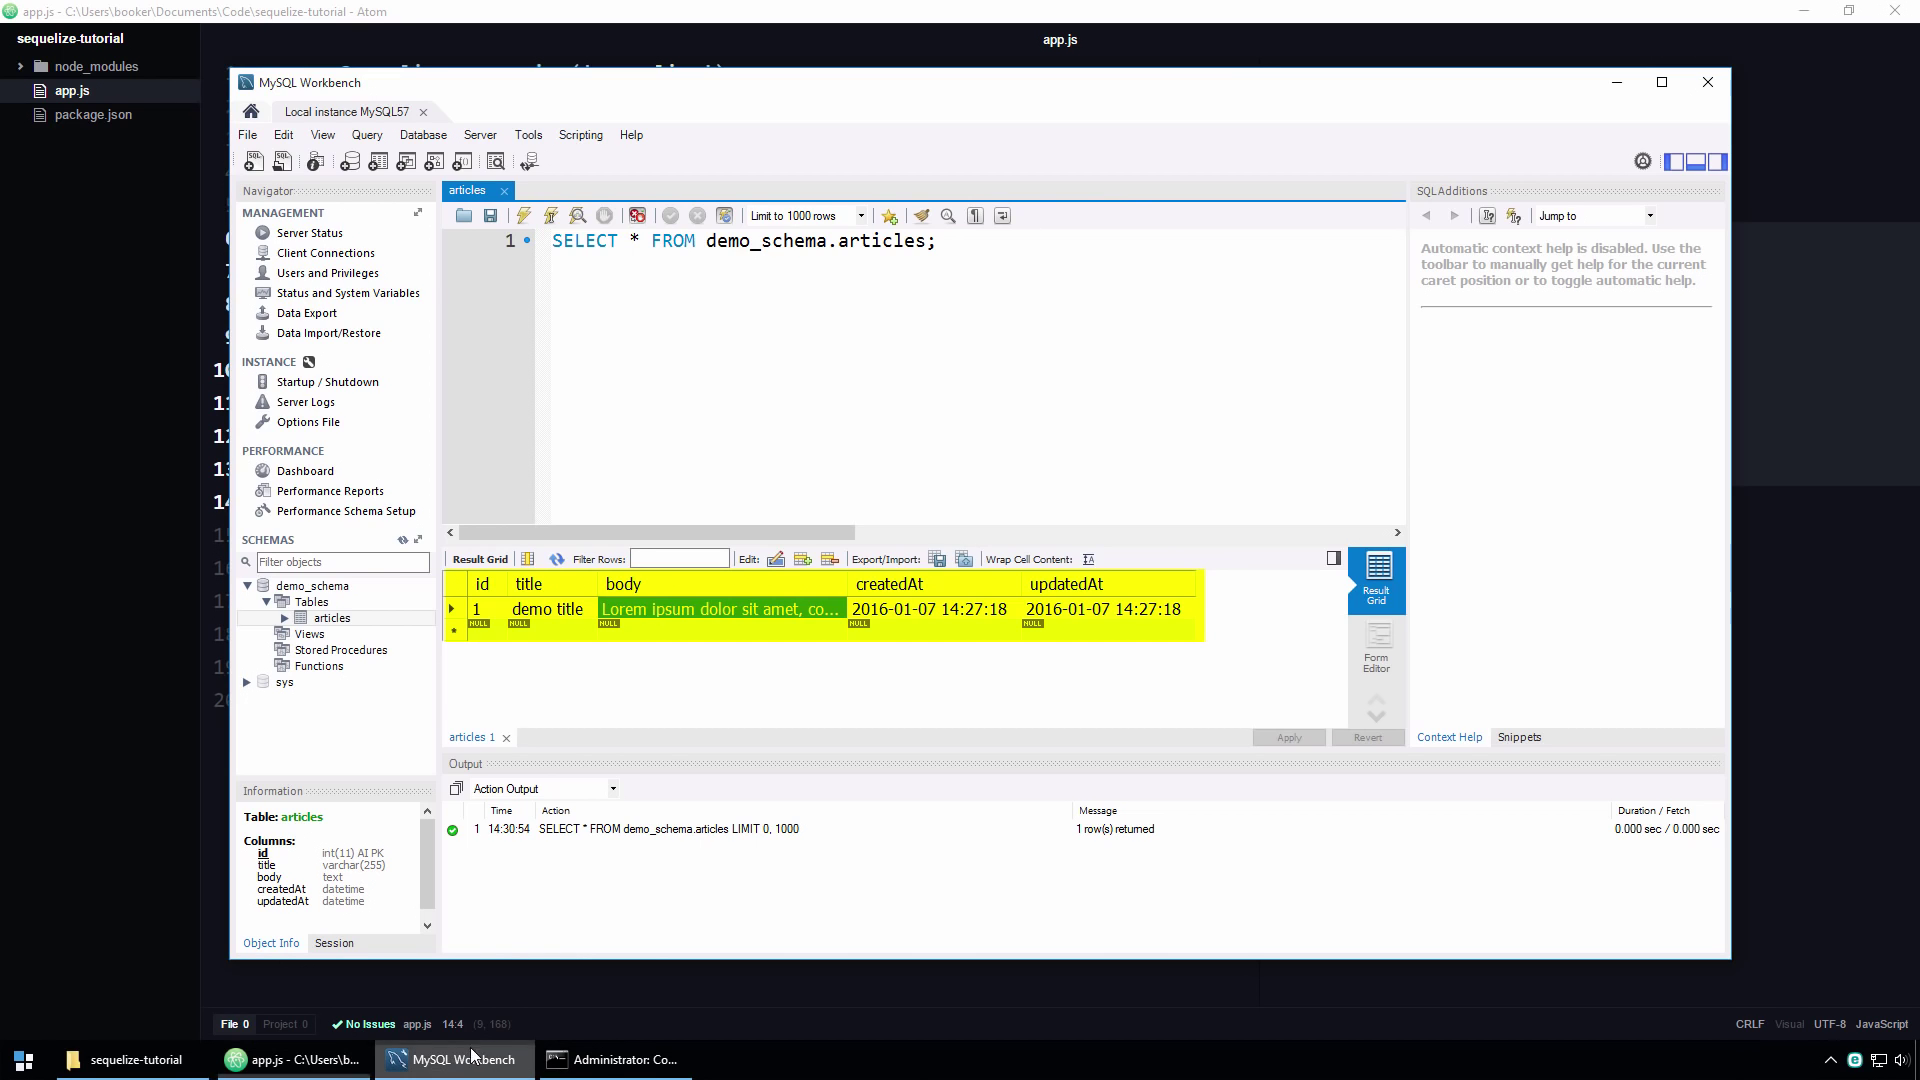 app.js - C:\Users\booker\Documents\Code\sequelize-tutorial - Atom
sequelize-tutorial
node_modules
app.js
package.json
app.js
MySQL Workbench
Local instance MySQL57
File Edit View Query Database Server Tools Scripting Help
Navigator
MANAGEMENT
Server Status
Client Connections
Users and Privileges
Status and System Variables
Data Export
Data Import/Restore
INSTANCE
Startup / Shutdown
Server Logs
Options File
PERFORMANCE
Dashboard
Performance Reports
Performance Schema Setup
SCHEMAS
Filter objects
demo_schema
Tables
articles
Views
Stored Procedures
Functions
sys
Information
Table: articles
Columns:
id int(11) AI PK
title varchar(255)
body text
createdAt datetime
updatedAt datetime
Object Info Session
articles
Limit to 1000 rows
1 SELECT * FROM demo_schema.articles;
Result Grid Filter Rows: Edit: Export/Import: Wrap Cell Content:
id title body createdAt updatedAt
1 demo title Lorem ipsum dolor sit amet, co... 2016-01-07 14:27:18 2016-01-07 14:27:18
NULL NULL NULL NULL NULL
Result
Grid
Form
Editor
articles 1
Apply Revert
Output
Action Output
Time Action Message Duration / Fetch
1 14:30:54 SELECT * FROM demo_schema.articles LIMIT 0, 1000 1 row(s) returned 0.000 sec / 0.000 sec
SQLAdditions
Jump to
Automatic context help is disabled. Use the
toolbar to manually get help for the current
caret position or to toggle automatic help.
Context Help Snippets
File 0 Project 0 No Issues app.js 14:4 (9, 168)
CRLF Visual UTF-8 JavaScript
sequelize-tutorial
app.js - C:\Users\b...
MySQL Workbench
Administrator: Co...